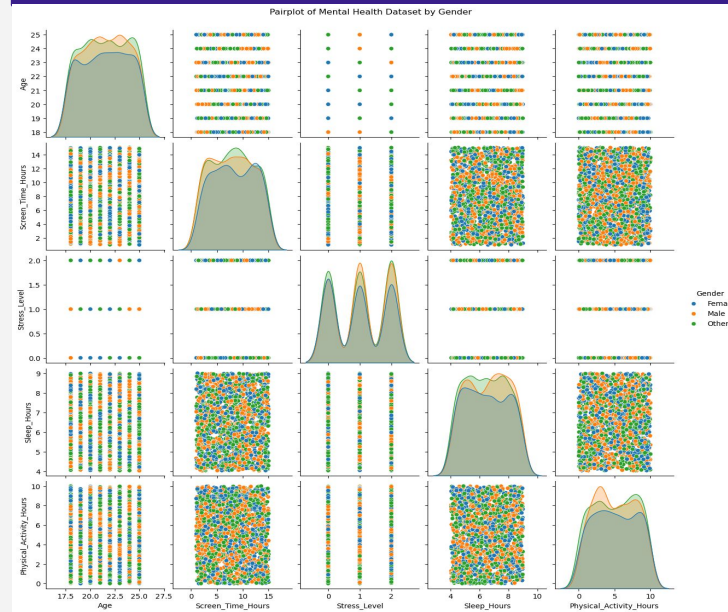 Pairplot of Mental Health Dataset by Gender
25
24
23
22
21
20
19
18
Age
14
12
10
8
6
4
2
Screen_Time_Hours
2.0
1.5
1.0
0.5
0.0
Stress_Level
9
8
7
6
5
4
Sleep_Hours
10
8
6
4
2
0
Physical_Activity_Hours
17.5 20.0 22.5 25.0 27.5
Age
0 5 10 15
Screen_Time_Hours
0 1 2
Stress_Level
4 6 8 10
Sleep_Hours
0 5 10
Physical_Activity_Hours
Gender
Fema
Male
Other